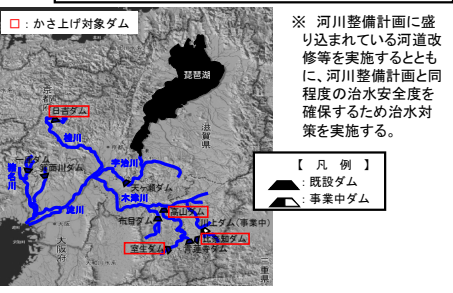 □：かさ上げ対象ダム
※ 河川整備計画に盛
り込まれている河道改
修等を実施するととも
に、河川整備計画と同
程度の治水安全度を
確保するため治水対
策を実施する。
琵琶湖
京都府
滋賀県
日吉ダム
桂川
宇治川
一庫ダム
箕面川ダム
猪名川
天ヶ瀬ダム
木津川
淀川
高山ダム
布目ダム
川上ダム(事業中)
比奈知ダム
室生ダム
青蓮寺ダム
大阪府
三重県
【 凡 例 】
：既設ダム
：事業中ダム